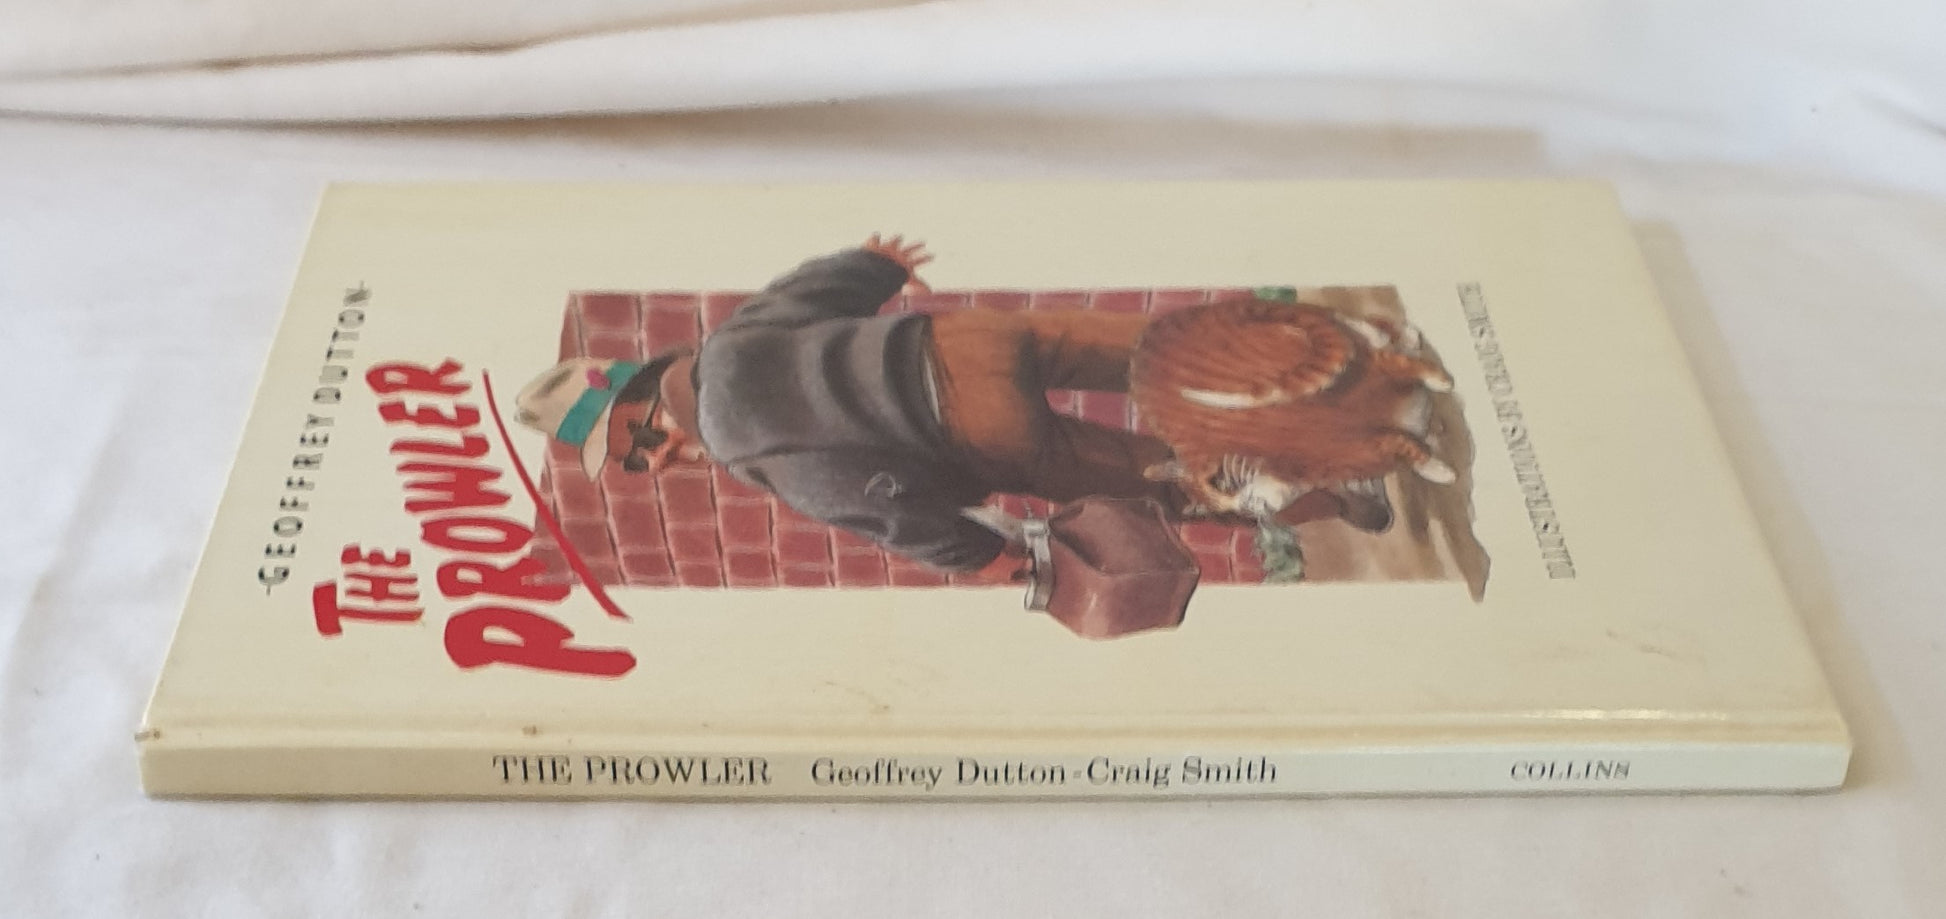 GEOFFREY DUTTON
THE
PROWLER
ILLUSTRATIONS BY CRAIG SMITH
THE PROWLER Geoffrey Dutton - Craig Smith COLLINS